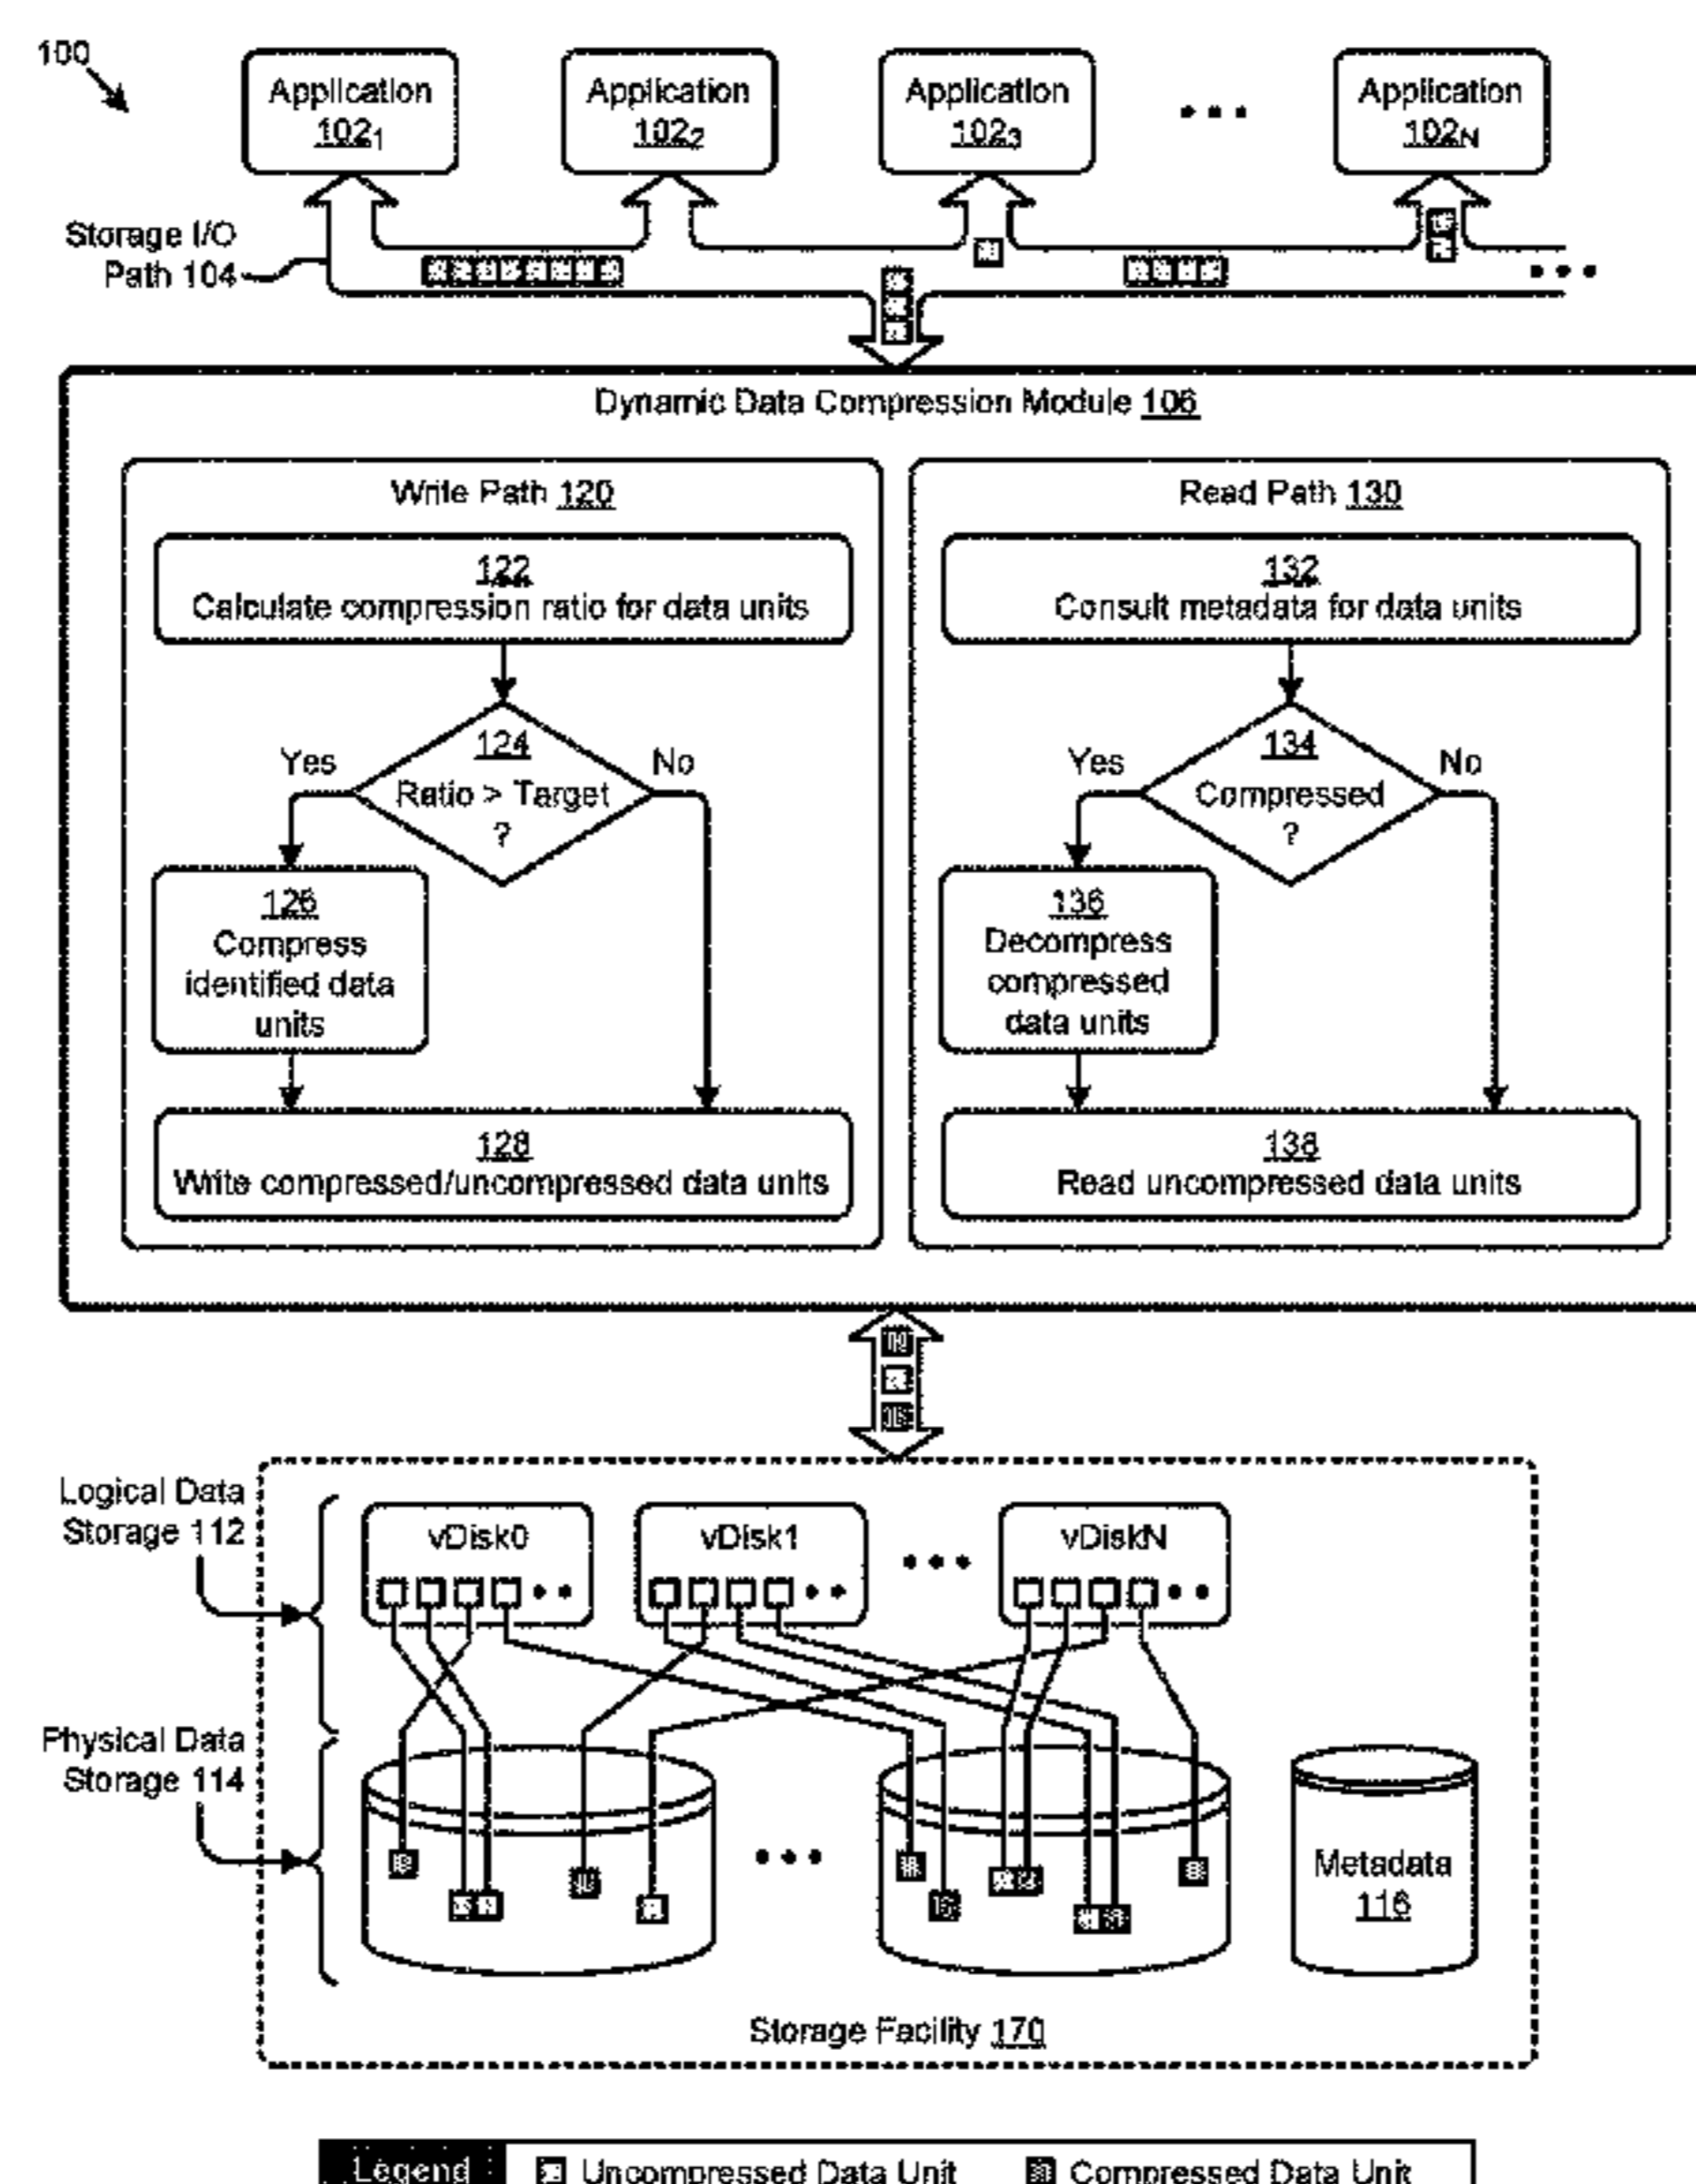 100
Application
102₁
Application
102₂
Application
102₃
Application
102N
Storage I/O
Path 104
Dynamic Data Compression Module 106
Write Path 120
122
Calculate compression ratio for data units
124
Yes
No
Ratio > Target
?
126
Compress
identified data
units
128
Write compressed/uncompressed data units
Read Path 130
132
Consult metadata for data units
134
Yes
No
Compressed
?
136
Decompress
compressed
data units
138
Read uncompressed data units
Logical Data
Storage 112
vDisk0
vDisk1
vDiskN
Physical Data
Storage 114
Metadata
116
Storage Facility 170
Legend
Uncompressed Data Unit
Compressed Data Unit